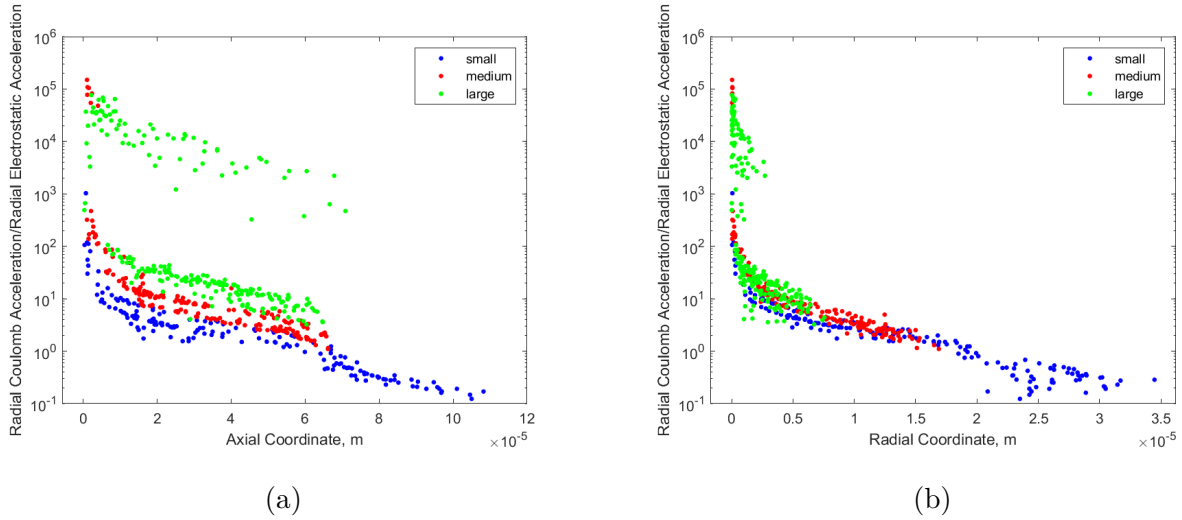 Radial Coulomb Acceleration/Radial Electrostatic Acceleration
10^6
10^5
10^4
10^3
10^2
10^1
10^0
10^-1
small
medium
large
0 2 4 6 8 10 12
×10^-5
Axial Coordinate, m
(a)
Radial Coulomb Acceleration/Radial Electrostatic Acceleration
10^6
10^5
10^4
10^3
10^2
10^1
10^0
10^-1
small
medium
large
0 0.5 1 1.5 2 2.5 3 3.5
×10^-5
Radial Coordinate, m
(b)